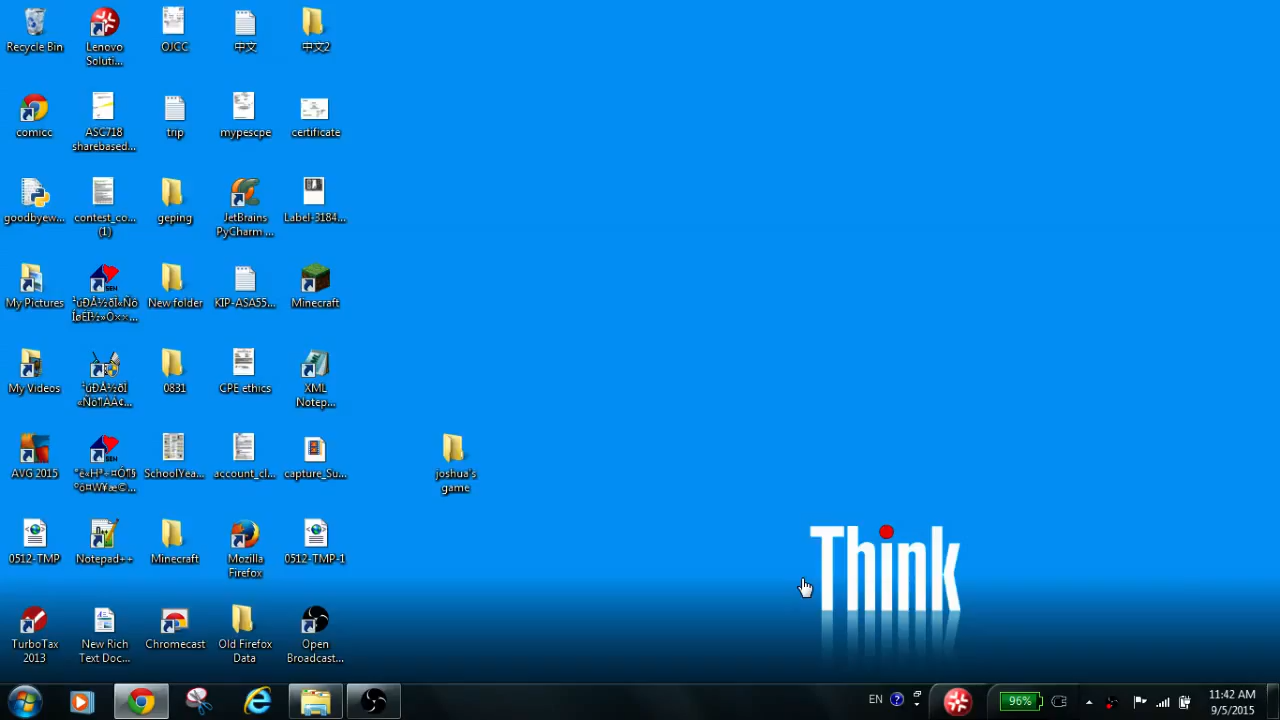 Recycle Bin
Lenovo
Soluti...
OJCC
中文
中文2
comicc
ASC718
sharebased...
trip
mypescpe
certificate
goodbyew...
contest_co...
(1)
geping
JetBrains
PyCharm ...
Label-3184...
My Pictures
New folder
KIP-ASA55...
Minecraft
My Videos
0831
CPE ethics
XML
Notep...
AVG 2015
SchoolYea...
account_cl...
capture_Su...
joshua's
game
0512-TMP
Notepad++
Minecraft
Mozilla
Firefox
0512-TMP-1
Think
TurboTax
2013
New Rich
Text Doc...
Chromecast
Old Firefox
Data
Open
Broadcast...
EN
96%
11:42 AM
9/5/2015